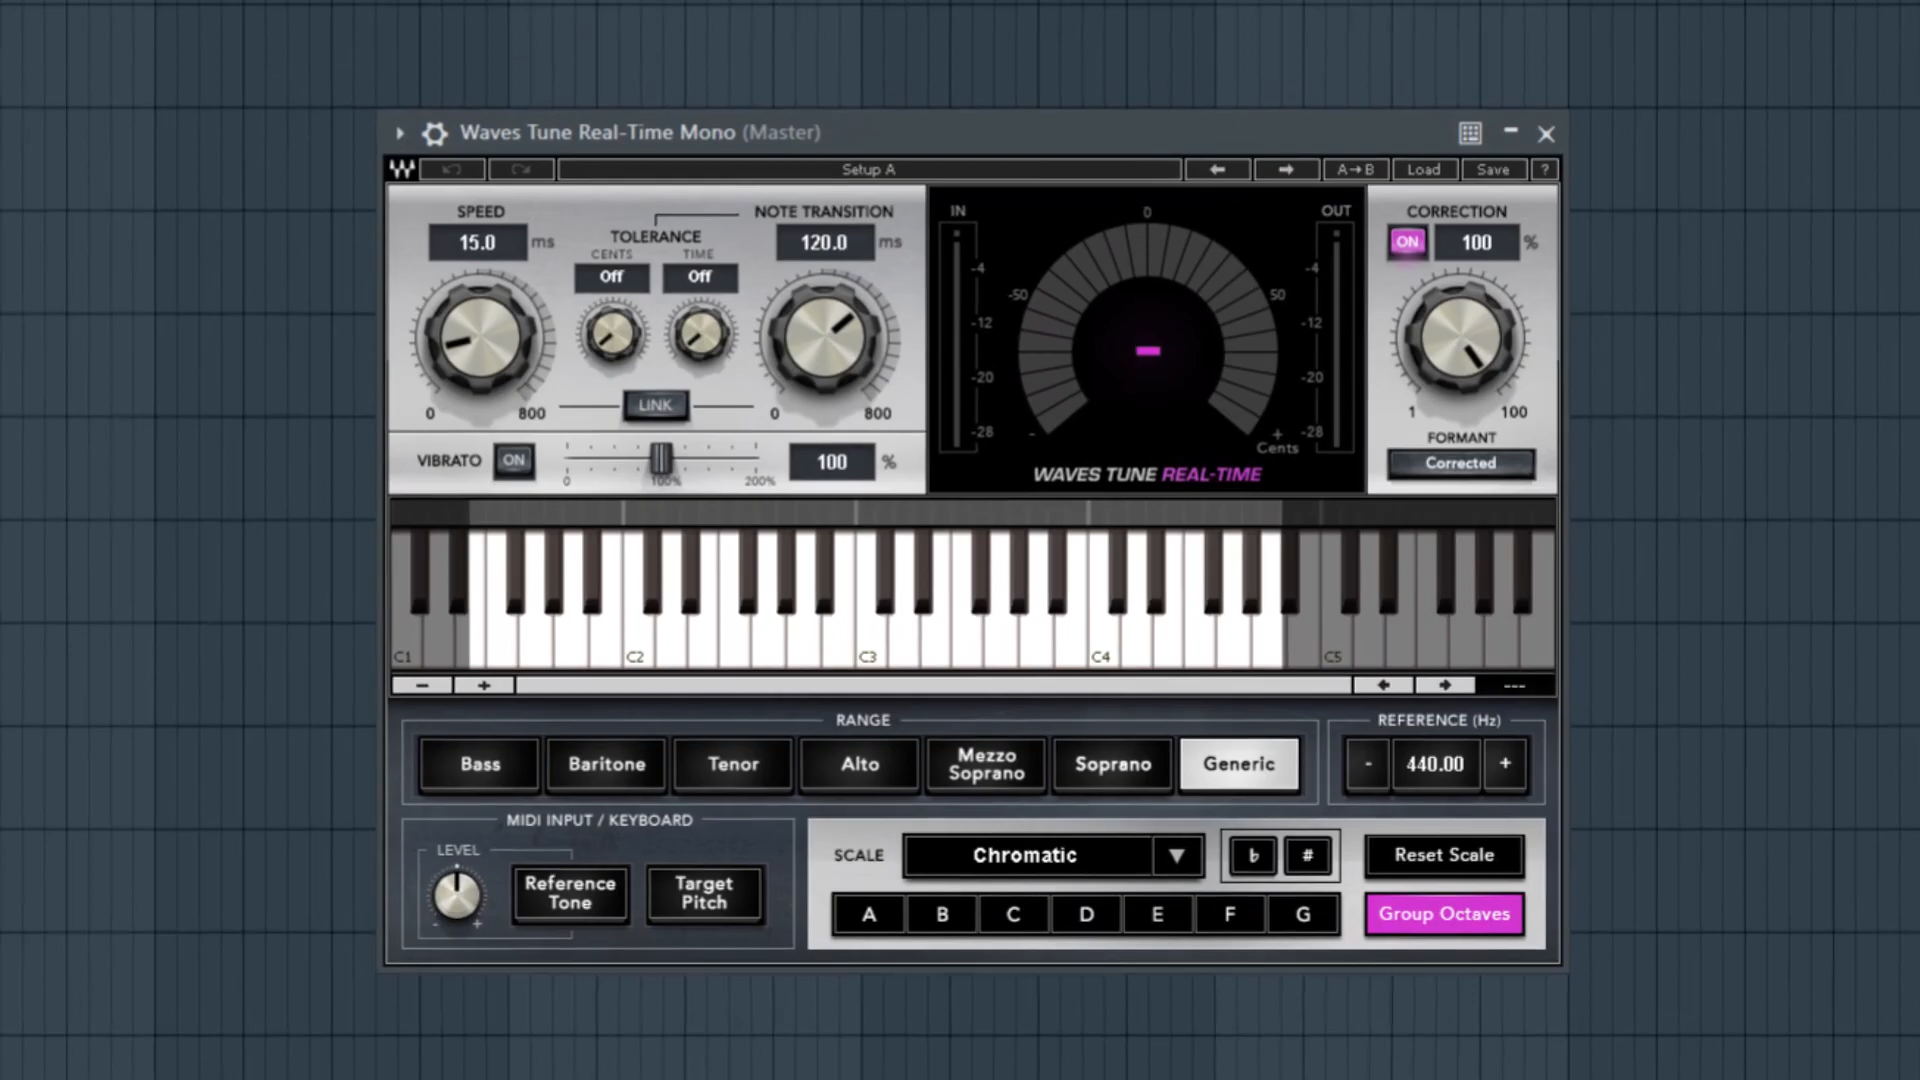 Waves Tune Real-Time Mono (Master)
Setup A
A→B
Load
Save
?
SPEED
15.0 ms
0 800
TOLERANCE
CENTS TIME
Off Off
LINK
NOTE TRANSITION
120.0 ms
0 800
VIBRATO ON
0 100% 200%
100 %
IN
-4
-12
-20
-28
0
-50 50
- +
Cents
OUT
-4
-12
-20
-28
WAVES TUNE REAL-TIME
CORRECTION
ON 100 %
1 100
FORMANT
Corrected
C1 C2 C3 C4 C5
- + ---
RANGE
Bass Baritone Tenor Alto Mezzo Soprano Soprano Generic
REFERENCE (Hz)
- 440.00 +
MIDI INPUT / KEYBOARD
LEVEL
- +
Reference
Tone
Target
Pitch
SCALE Chromatic ♭ # Reset Scale
A B C D E F G Group Octaves